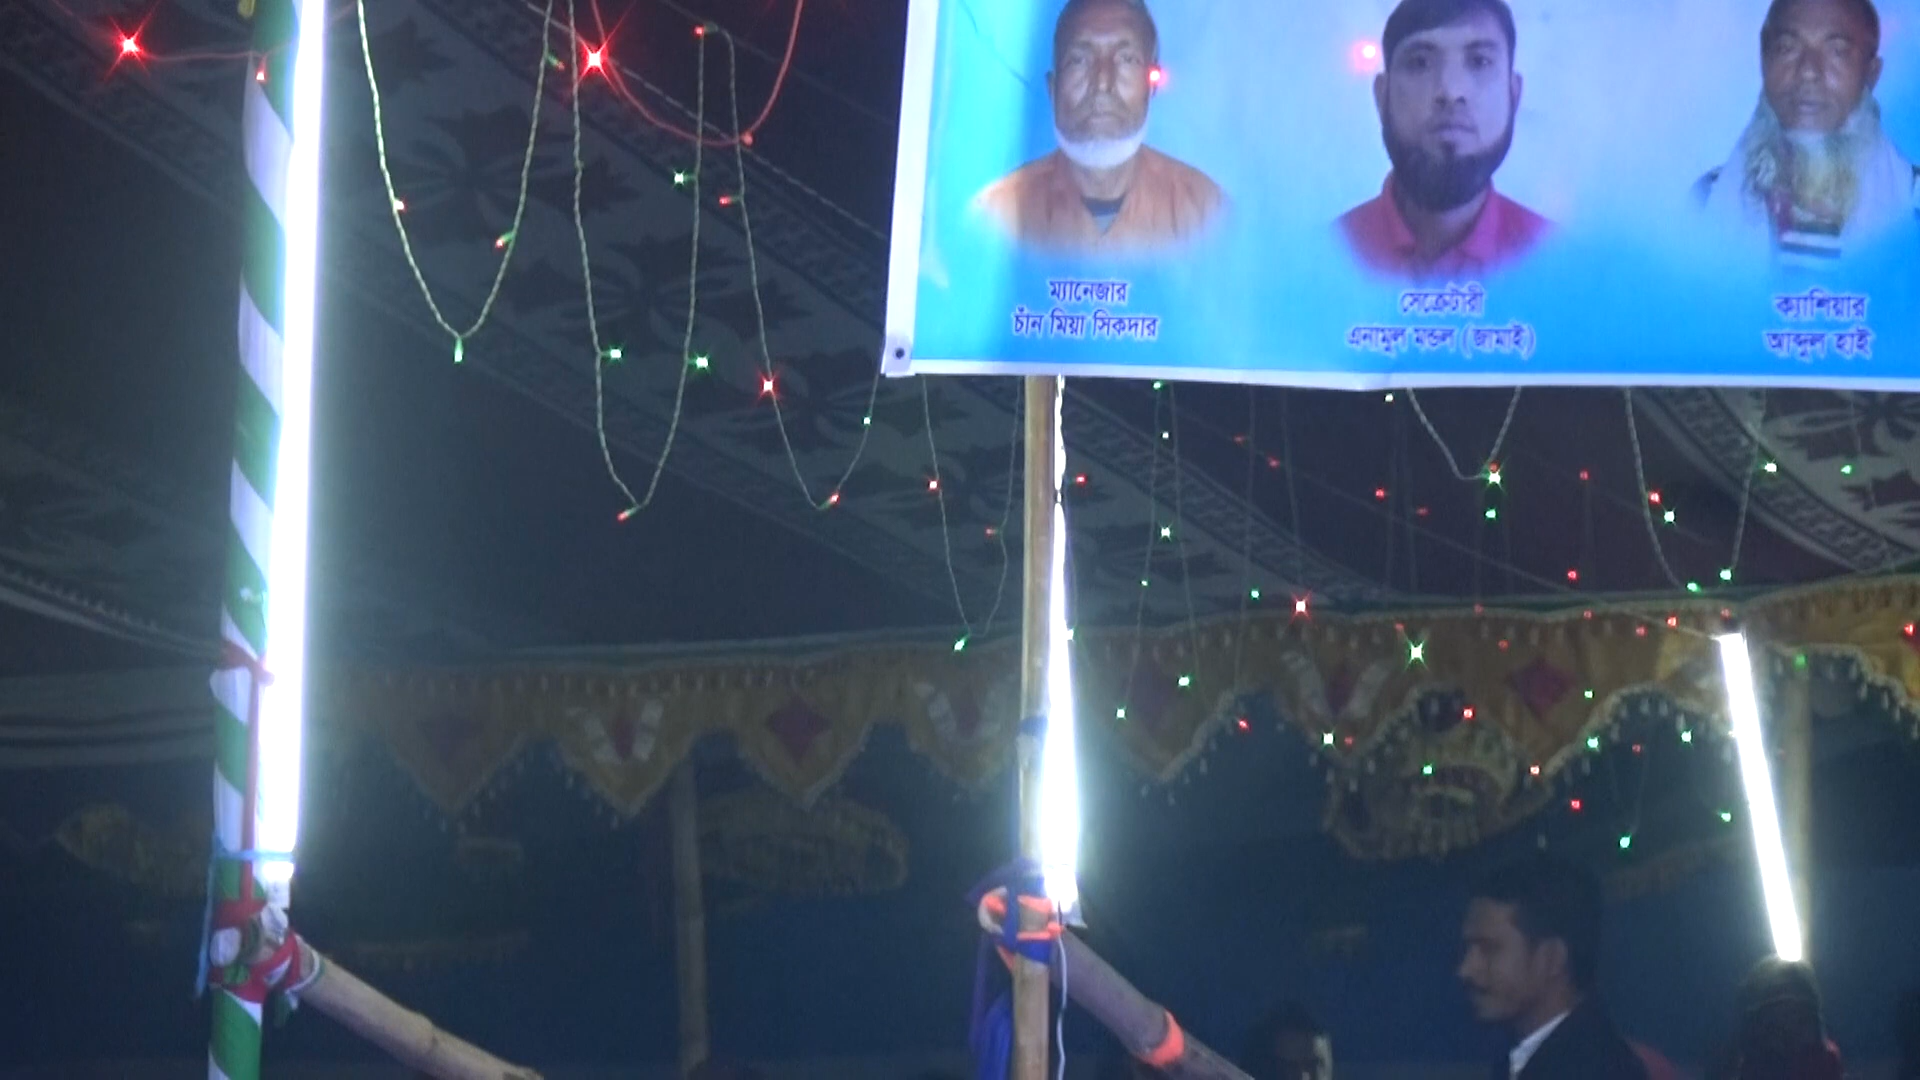 ম্যানেজার
চাঁন মিয়া সিকদার
সেক্রেটারী
এনামুল মন্ডল (জামাই)
ক্যাশিয়ার
আব্দুল হাই